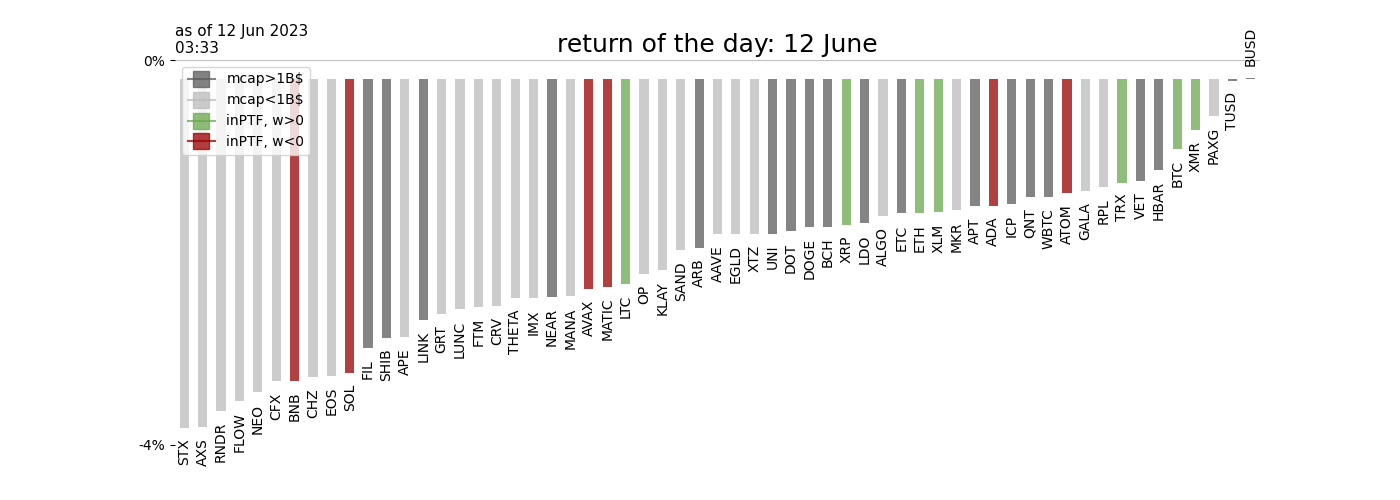 as of 12 Jun 2023
03:33
return of the day: 12 June
0%
-4%
mcap>1B$
mcap<1B$
inPTF, w>0
inPTF, w<0
STX
AXS
RNDR
FLOW
NEO
CFX
BNB
CHZ
EOS
SOL
FIL
SHIB
APE
LINK
GRT
LUNC
FTM
CRV
THETA
IMX
NEAR
MANA
AVAX
MATIC
LTC
OP
KLAY
SAND
ARB
AAVE
EGLD
XTZ
UNI
DOT
DOGE
BCH
XRP
LDO
ALGO
ETC
ETH
XLM
MKR
APT
ADA
ICP
QNT
WBTC
ATOM
GALA
RPL
TRX
VET
HBAR
BTC
XMR
PAXG
TUSD
BUSD